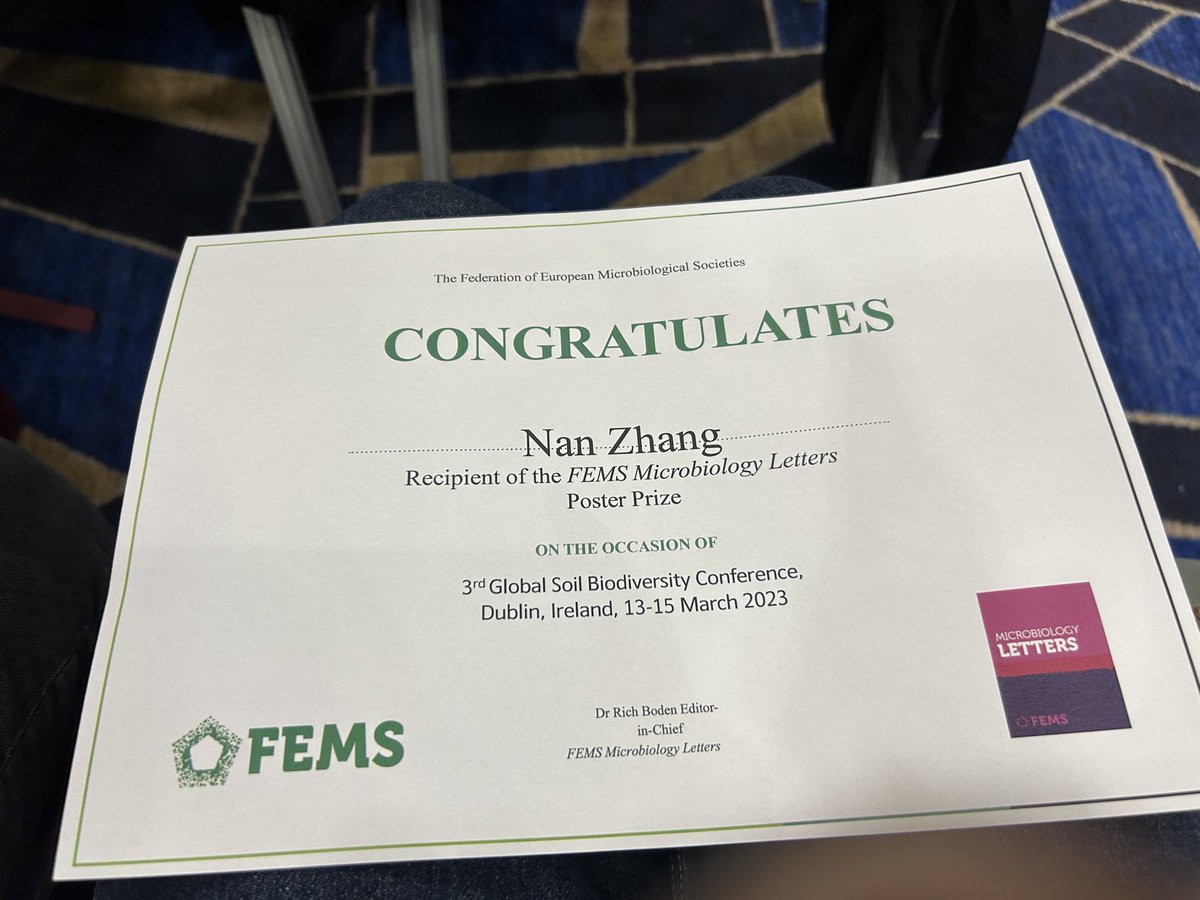 The Federation of European Microbiological Societies
CONGRATULATES
Nan Zhang
Recipient of the FEMS Microbiology Letters
Poster Prize
ON THE OCCASION OF
3rd Global Soil Biodiversity Conference,
Dublin, Ireland, 13-15 March 2023
MICROBIOLOGY
LETTERS
FEMS
Dr Rich Boden Editor-
in-Chief
FEMS Microbiology Letters
FEMS